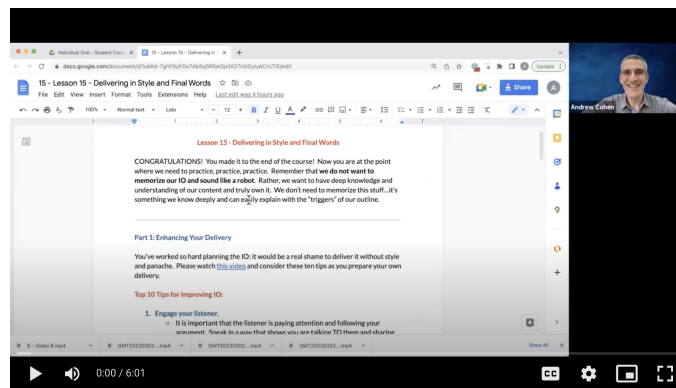 Individual Oral - Student Cour
15 - Lesson 15 - Delivering in
docs.google.com/document/d/
Update
15 - Lesson 15 - Delivering in Style and Final Words
File Edit View Insert Format Tools Extensions Help Last edit was 4 hours ago
Share
A
100% Normal text Lato 12 B I U A
Andrew Cohen
Lesson 15 - Delivering in Style and Final Words
CONGRATULATIONS! You made it to the end of the course! Now you are at the point
where we need to practice, practice, practice. Remember that we do not want to
memorize our IO and sound like a robot. Rather, we want to have deep knowledge and
understanding of our content and truly own it. We don't need to memorize this stuff...it's
something we know deeply and can easily explain with the "triggers" of our outline.
Part 1: Enhancing Your Delivery
You've worked so hard planning the IO; it would be a real shame to deliver it without style
and panache. Please watch this video and consider these ten tips as you prepare your own
delivery.
Top 10 Tips for Improving IO:
1. Engage your listener.
It is important that the listener is paying attention and following your
argument. Speak in a way that shows you are talking TO them and sharing
- Video 8.mp4 GMT20230302....mp4 GMT20230302....mp4 GMT20230302....mp4 Show All
0:00 / 6:01
CC